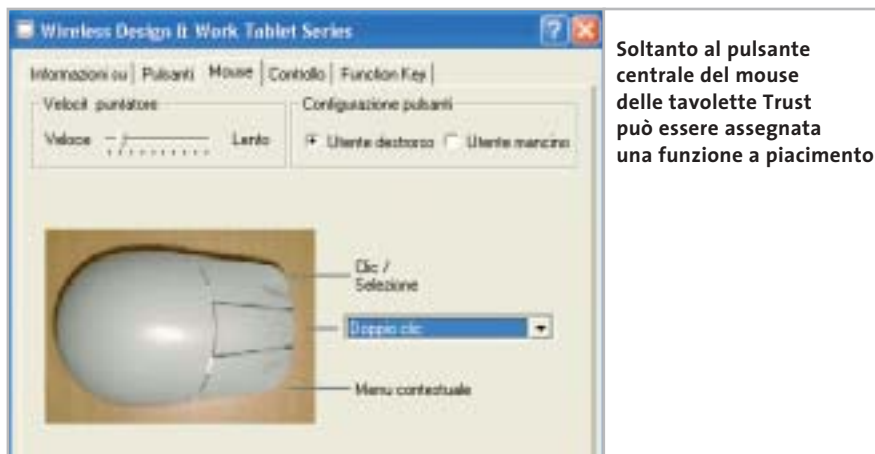 Wireless Design & Work Tablet Series
Informazioni su Pulsanti Mouse Controllo Function Key
Velocit puntatore
Configurazione pulsanti
Veloce Lento
Utente destrorso Utente mancino
Clic /
Selezione
Doppio clic
Menu contestuale
Soltanto al pulsante
centrale del mouse
delle tavolette Trust
può essere assegnata
una funzione a piacimento